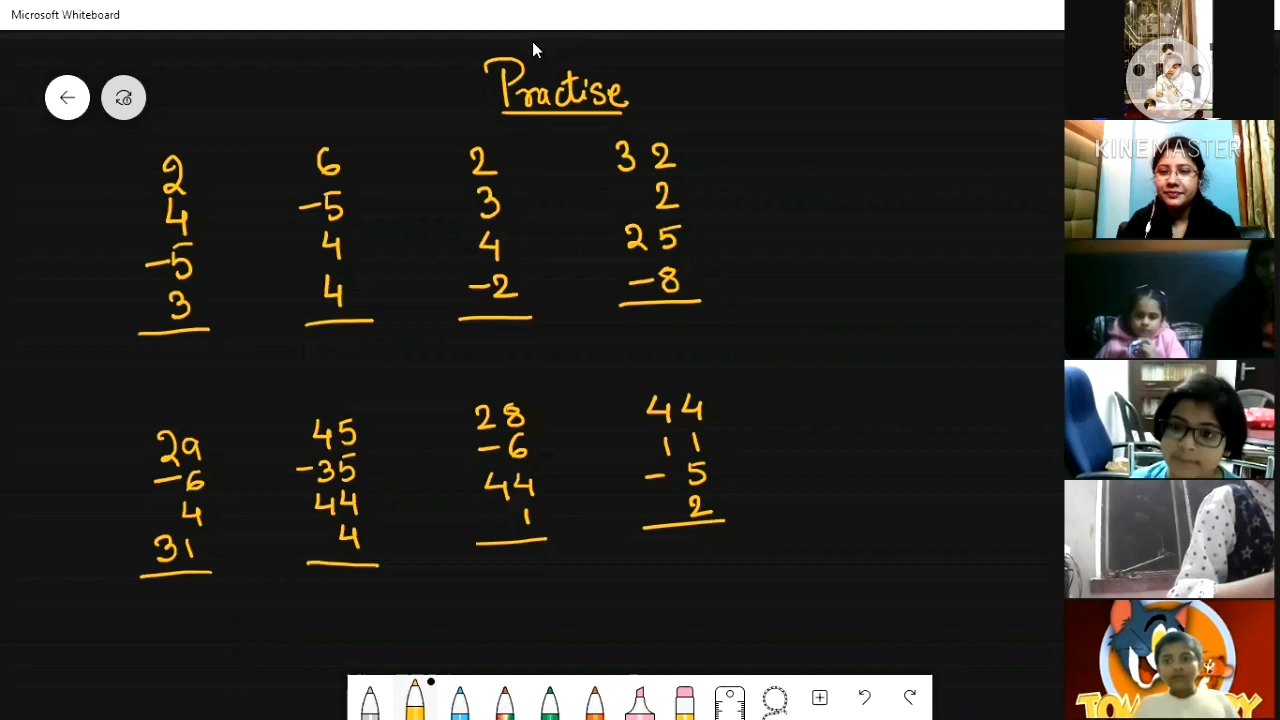 Microsoft Whiteboard
Practise
2 6 2 32
4 -5 3 2
-5 4 4 25
3 4 -2 -8
29 45 28 44
-6 -35 -6 11
4 44 44 -5
31 4 1 2
KINEMASTER